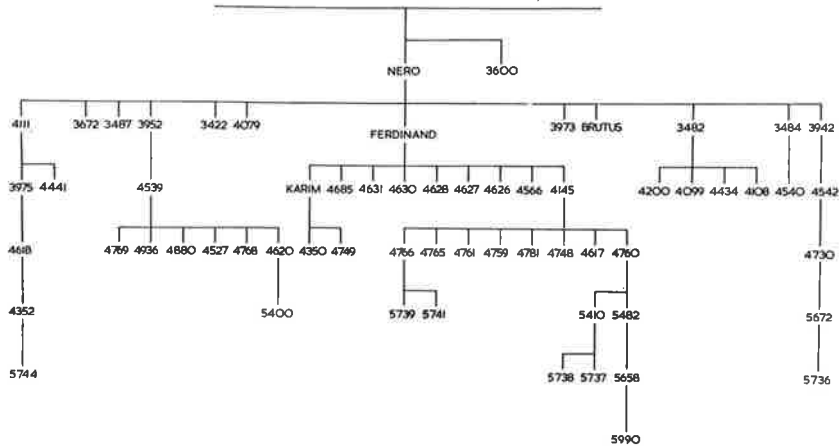 NERO 3600
4111 3672 3487 3952 3422 4079 FERDINAND 3973 BRUTUS 3482 3484 3942
3975 4441 4539 KARIM 4685 4631 4630 4628 4627 4626 4566 4145 4200 4099 4434 4108 4540 4542
4618 4769 4936 4880 4527 4768 4620 4350 4749 4766 4765 4761 4759 4781 4748 4617 4760 4730
4352 5400 5739 5741 5410 5482 5672
5744 5738 5737 5658 5736
5990